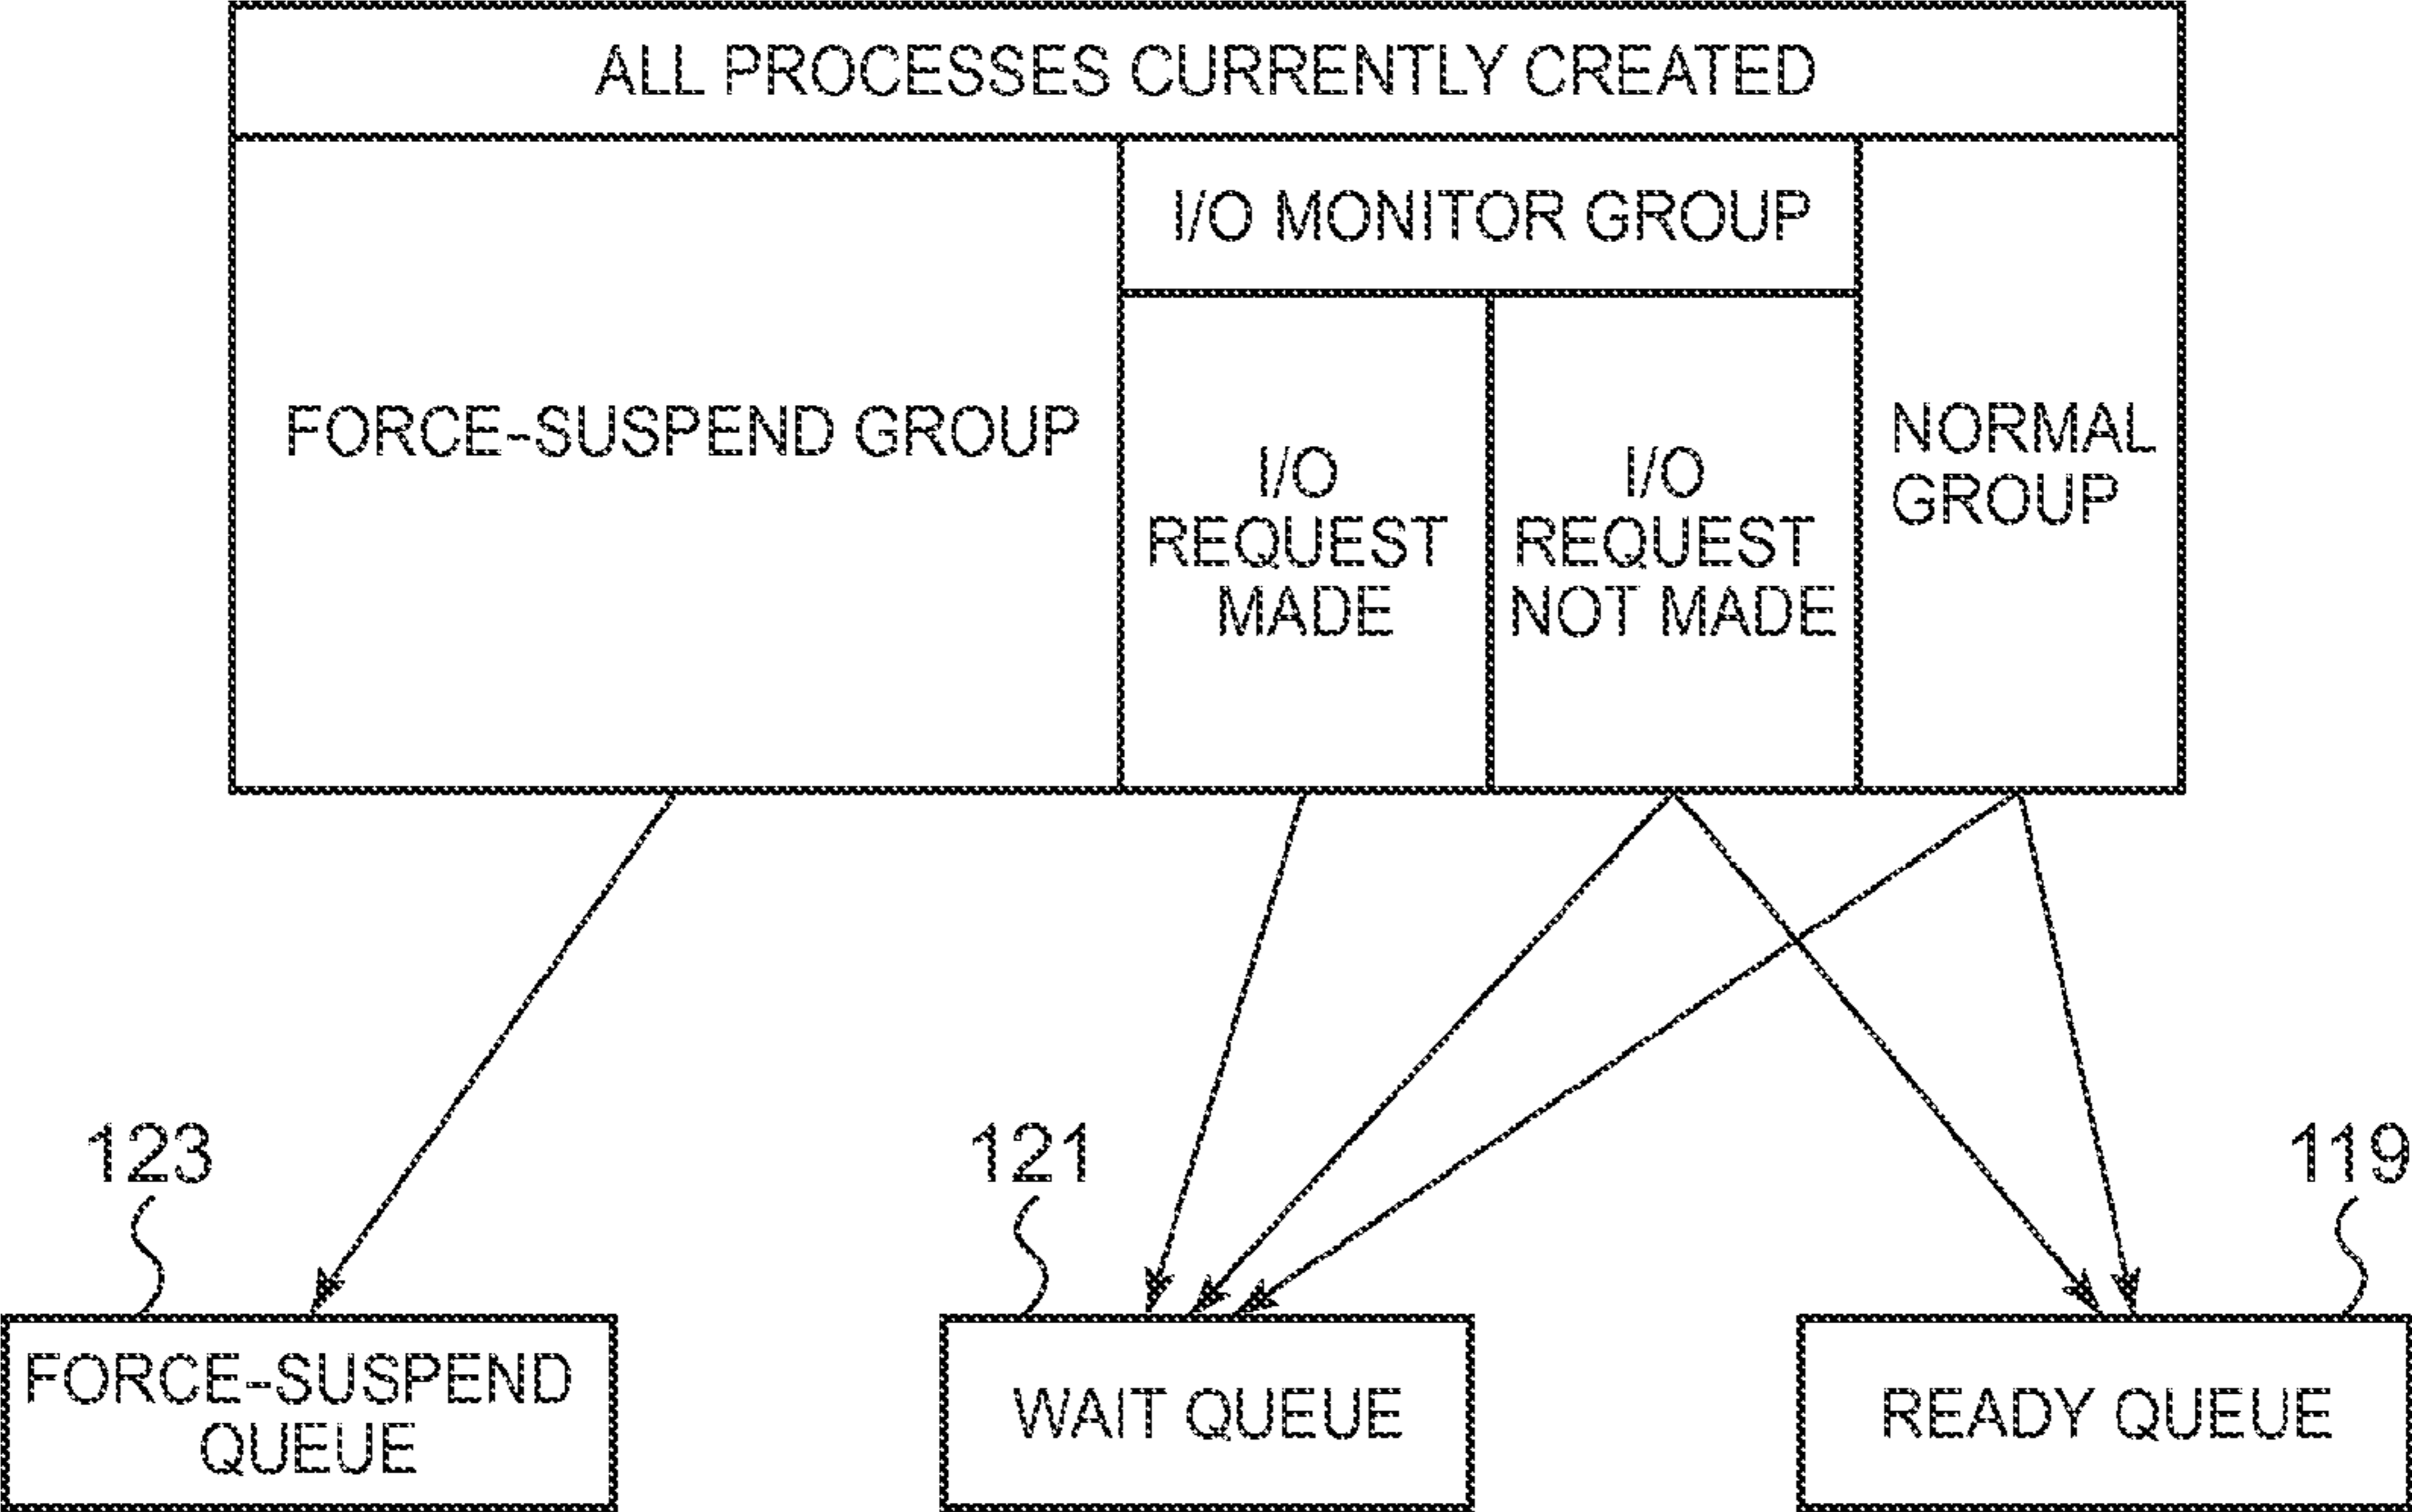 ALL PROCESSES CURRENTLY CREATED
I/O MONITOR GROUP
FORCE-SUSPEND GROUP
I/O
REQUEST
MADE
I/O
REQUEST
NOT MADE
NORMAL
GROUP
123
121
119
FORCE-SUSPEND
QUEUE
WAIT QUEUE
READY QUEUE